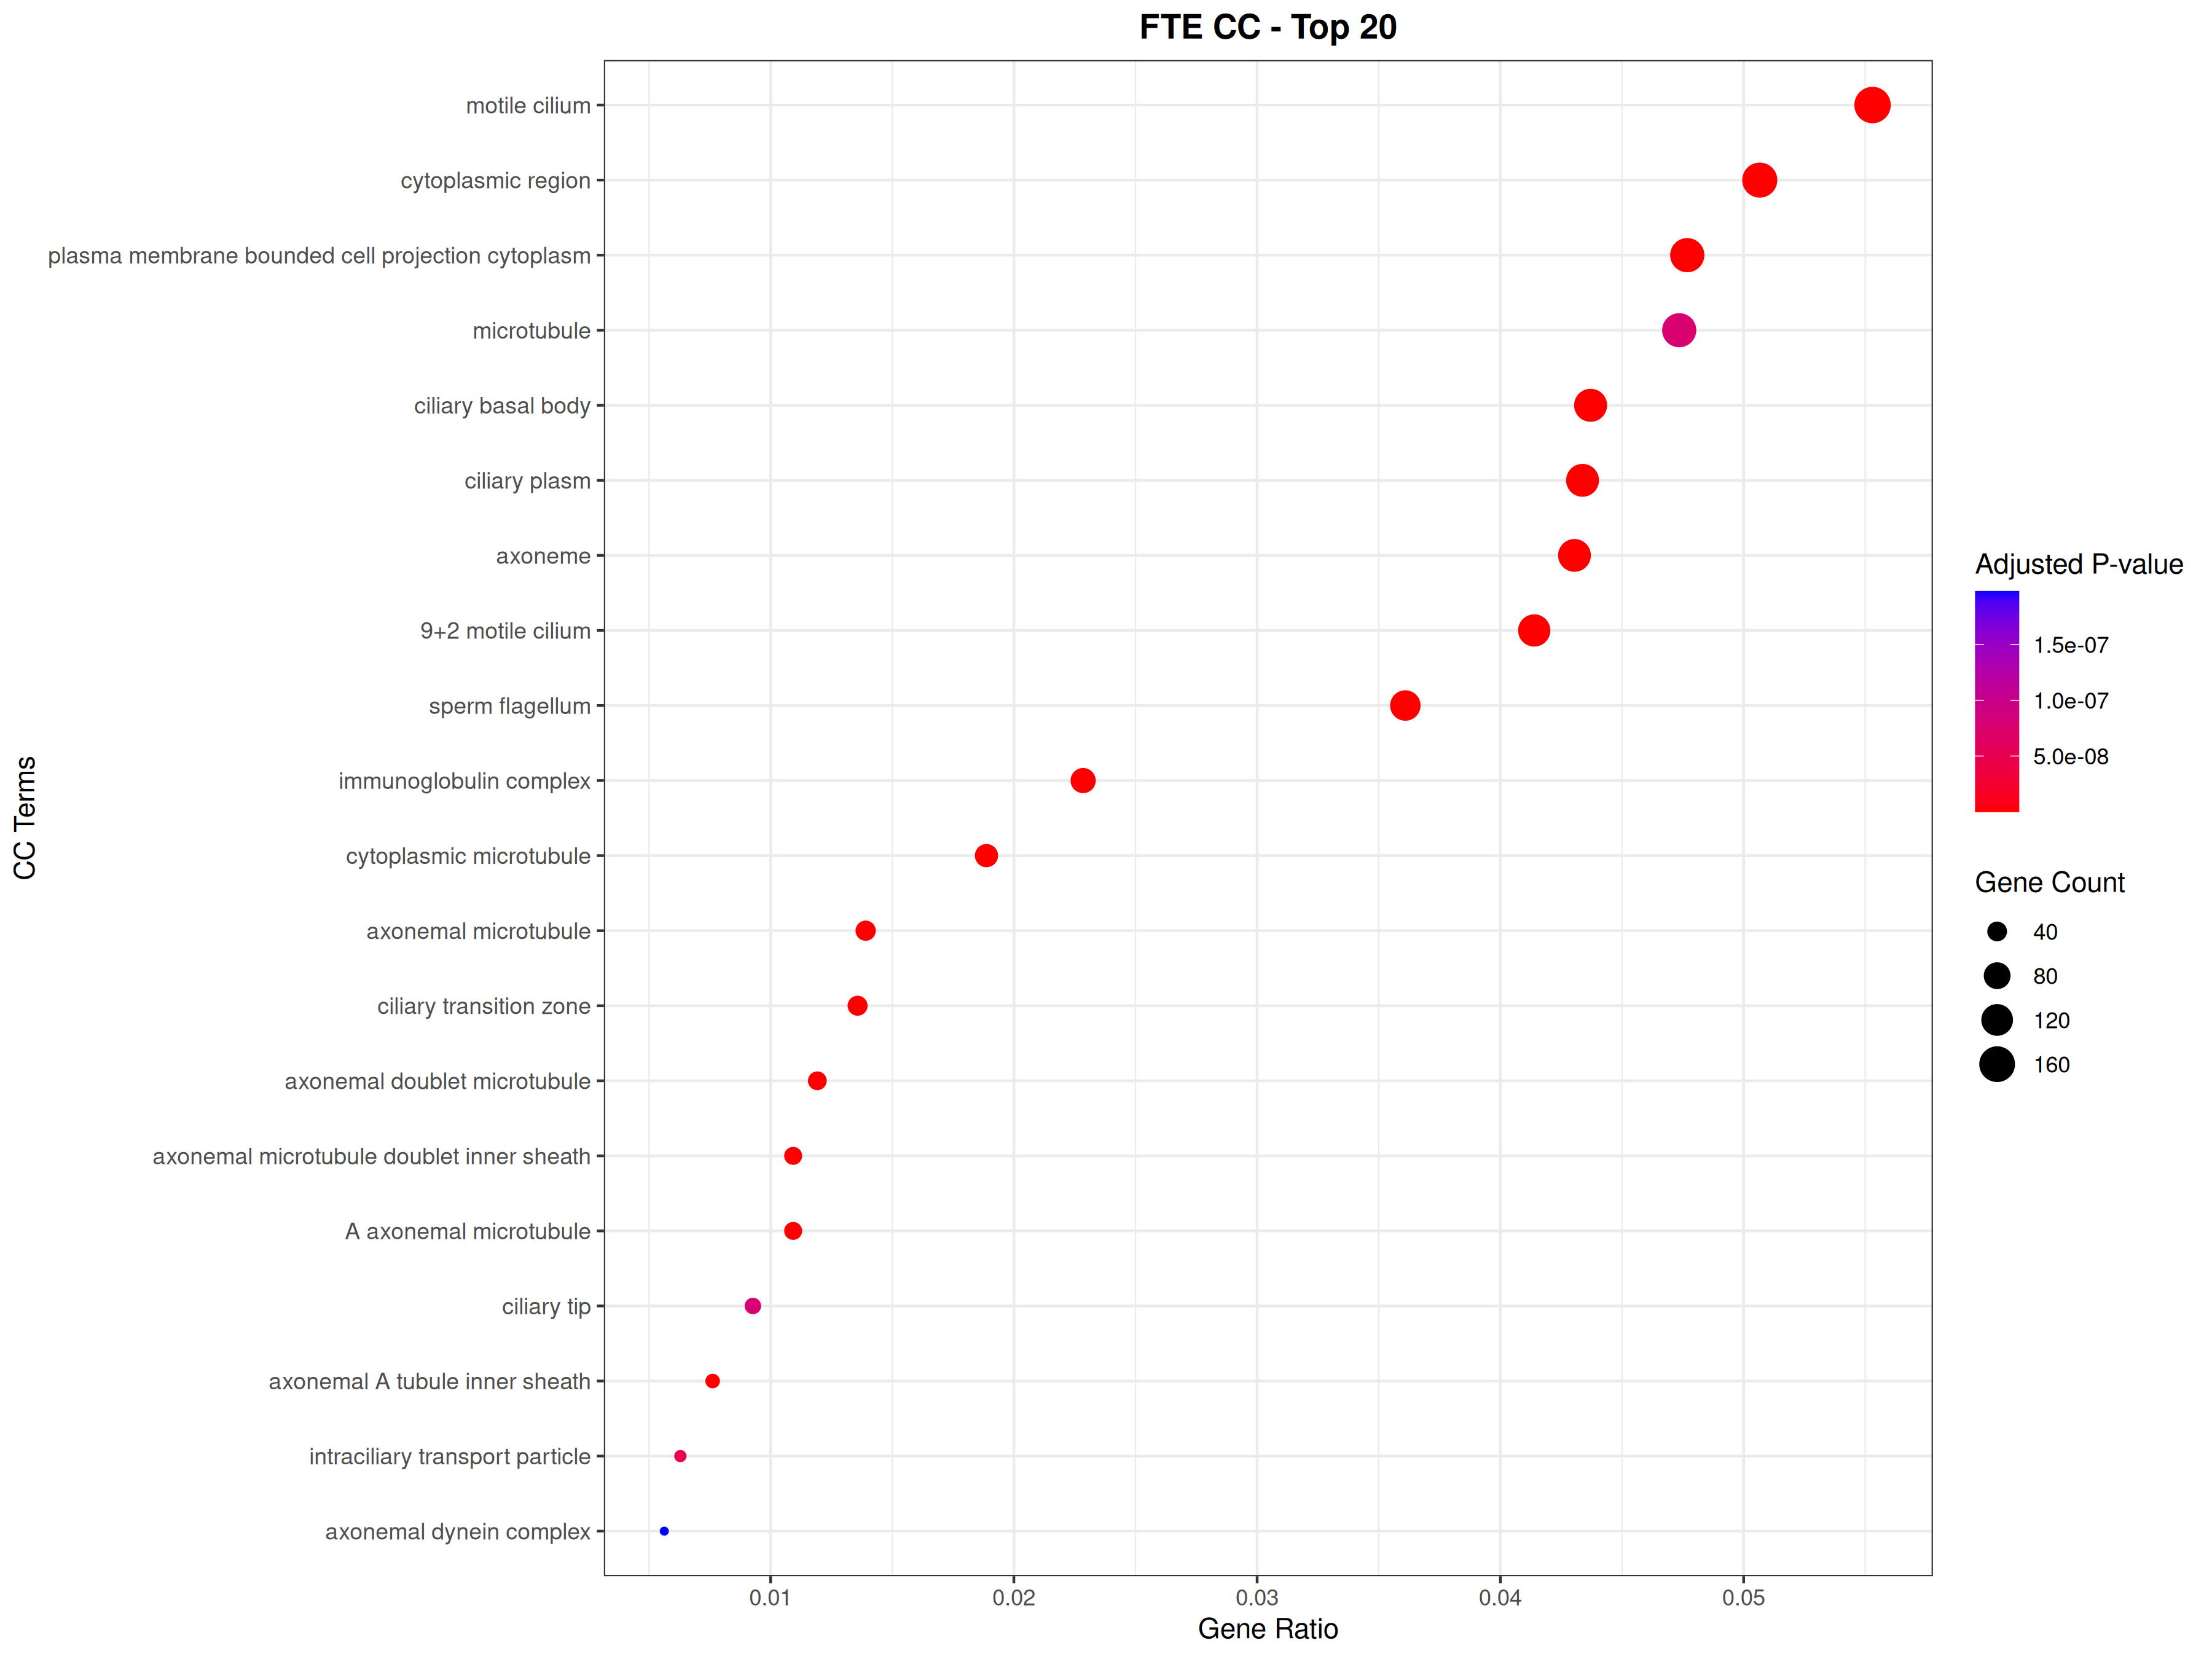 FTE CC - Top 20
motile cilium
cytoplasmic region
plasma membrane bounded cell projection cytoplasm
microtubule
ciliary basal body
ciliary plasm
axoneme
9+2 motile cilium
sperm flagellum
immunoglobulin complex
cytoplasmic microtubule
axonemal microtubule
ciliary transition zone
axonemal doublet microtubule
axonemal microtubule doublet inner sheath
A axonemal microtubule
ciliary tip
axonemal A tubule inner sheath
intraciliary transport particle
axonemal dynein complex
CC Terms
0.01 0.02 0.03 0.04 0.05
Gene Ratio
Adjusted P-value
1.5e-07
1.0e-07
5.0e-08
Gene Count
40
80
120
160